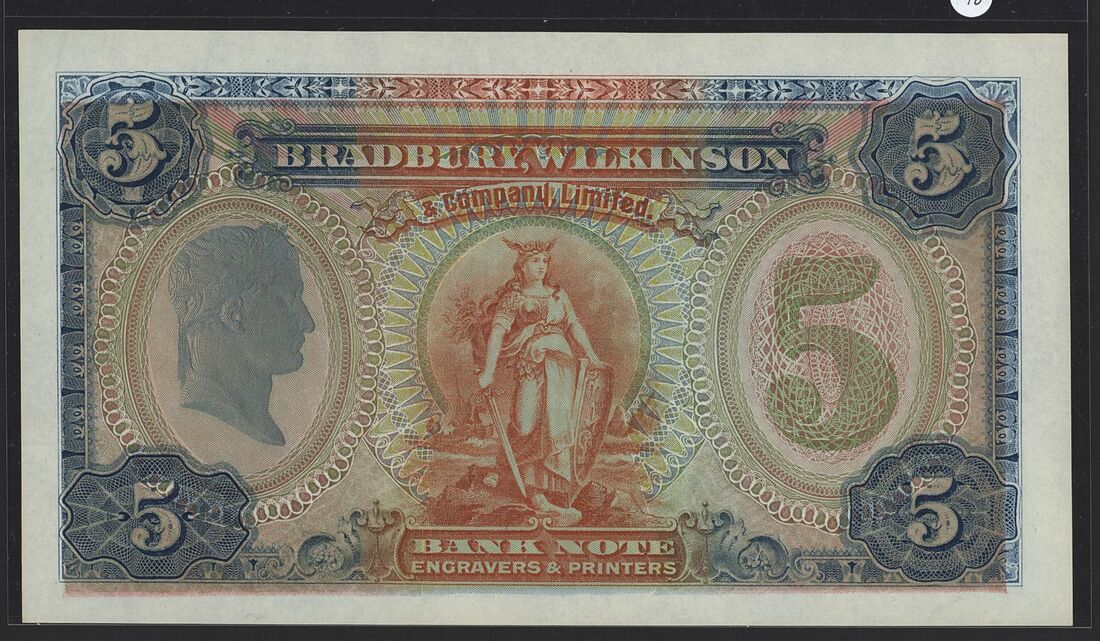 5 5
BRADBURY, WILKINSON
& Company, Limited.
5
5 5
BANK NOTE
ENGRAVERS & PRINTERS